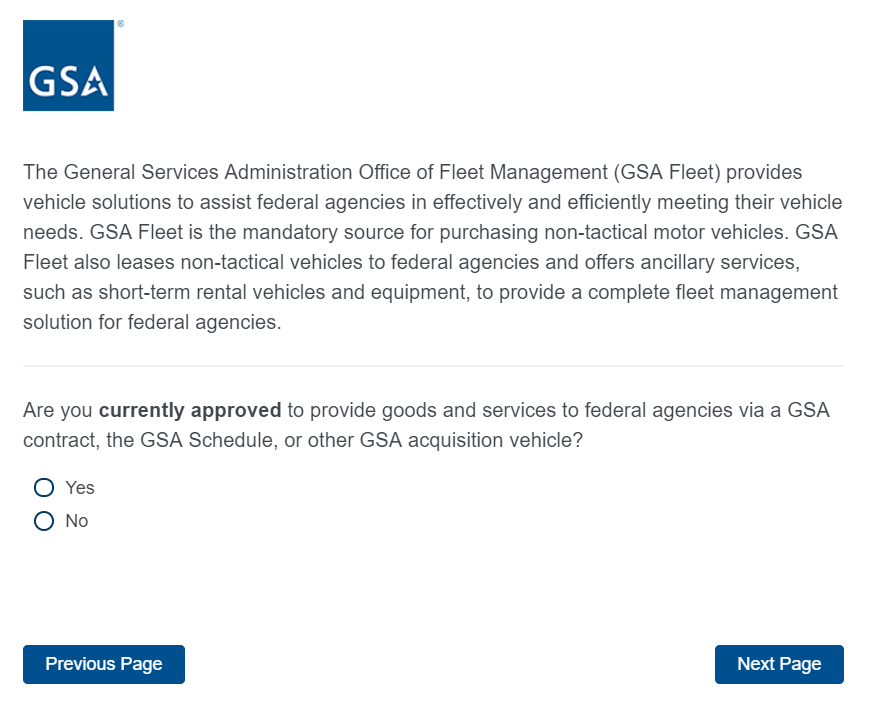 GSA
®
The General Services Administration Office of Fleet Management (GSA Fleet) provides
vehicle solutions to assist federal agencies in effectively and efficiently meeting their vehicle
needs. GSA Fleet is the mandatory source for purchasing non-tactical motor vehicles. GSA
Fleet also leases non-tactical vehicles to federal agencies and offers ancillary services,
such as short-term rental vehicles and equipment, to provide a complete fleet management
solution for federal agencies.
Are you currently approved to provide goods and services to federal agencies via a GSA
contract, the GSA Schedule, or other GSA acquisition vehicle?
Yes
No
Previous Page
Next Page